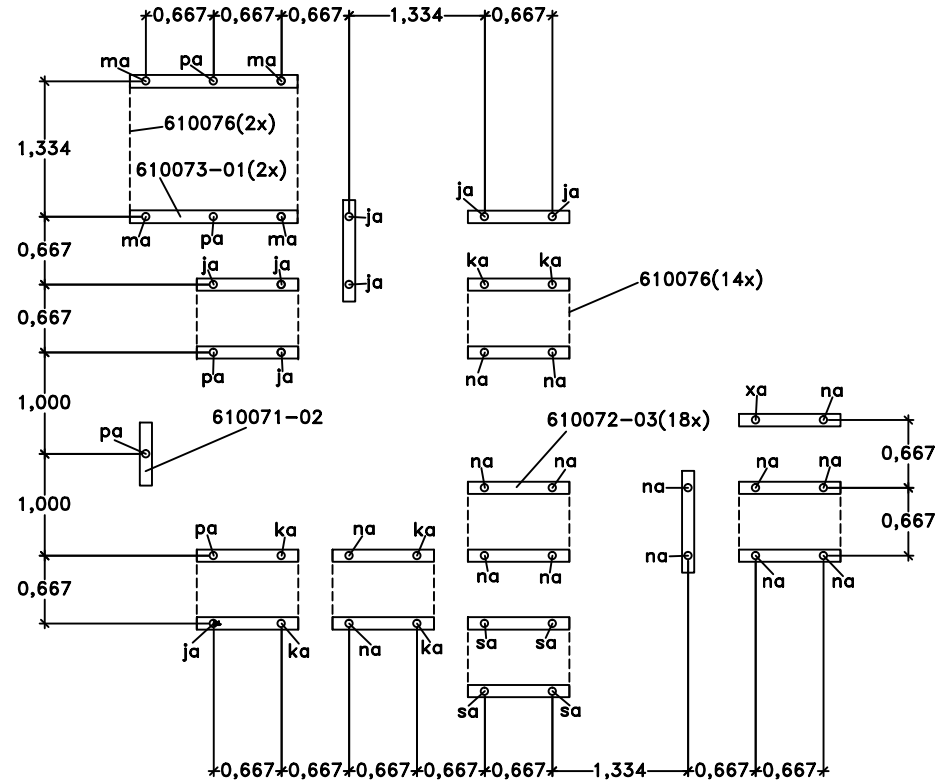 0,667 0,667 0,667 1,334 0,667
ma pa ma
610076(2x)
1,334
610073-01(2x)
ja ja
ja
ma pa ma
0,667
ja ja ka ka
ja
610076(14x)
0,667
pa ja na na
1,000
xa na
610071-02
610072-03(18x)
pa
0,667
na na na na
na
1,000
0,667
pa ka na ka
na
na na na na
0,667
ja ka na ka sa sa
sa sa
0,667 0,667 0,667 0,667 0,667 1,334 0,667 0,667